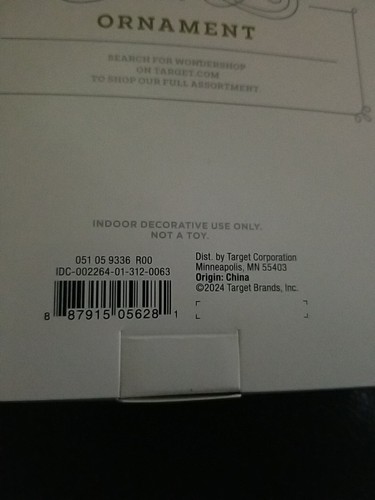 ORNAMENT
SEARCH FOR WONDERSHOP
ON TARGET.COM
TO SHOP OUR FULL ASSORTMENT
INDOOR DECORATIVE USE ONLY.
NOT A TOY.
051 05 9336 R00
IDC-002264-01-312-0063
8 87915 05628 1
Dist. by Target Corporation
Minneapolis, MN 55403
Origin: China
©2024 Target Brands, Inc.